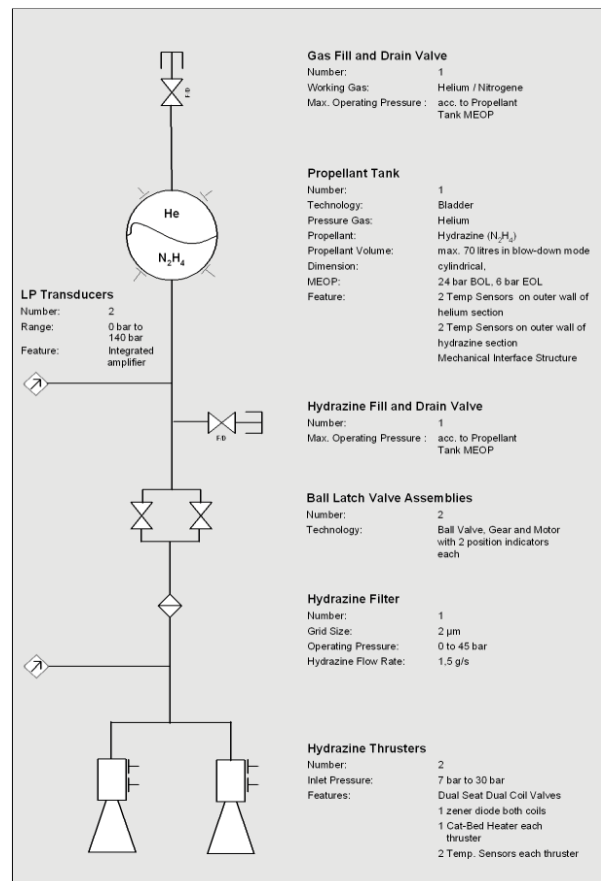 Gas Fill and Drain Valve
Number: 1
Working Gas: Helium / Nitrogene
Max. Operating Pressure : acc. to Propellant
Tank MEOP
F/D
Propellant Tank
Number: 1
Technology: Bladder
Pressure Gas: Helium
Propellant: Hydrazine (N₂H₄)
Propellant Volume: max. 70 litres in blow-down mode
Dimension: cylindrical,
MEOP: 24 bar BOL, 6 bar EOL
Feature: 2 Temp Sensors on outer wall of
helium section
2 Temp Sensors on outer wall of
hydrazine section
Mechanical Interface Structure
He
N₂H₄
LP Transducers
Number: 2
Range: 0 bar to
140 bar
Feature: Integrated
amplifier
Hydrazine Fill and Drain Valve
Number: 1
Max. Operating Pressure : acc. to Propellant
Tank MEOP
F/D
Ball Latch Valve Assemblies
Number: 2
Technology: Ball Valve, Gear and Motor
with 2 position indicators
each
Hydrazine Filter
Number: 1
Grid Size: 2 µm
Operating Pressure: 0 to 45 bar
Hydrazine Flow Rate: 1,5 g/s
Hydrazine Thrusters
Number: 2
Inlet Pressure: 7 bar to 30 bar
Features: Dual Seat Dual Coil Valves
1 zener diode both coils
1 Cat-Bed Heater each
thruster
2 Temp. Sensors each thruster